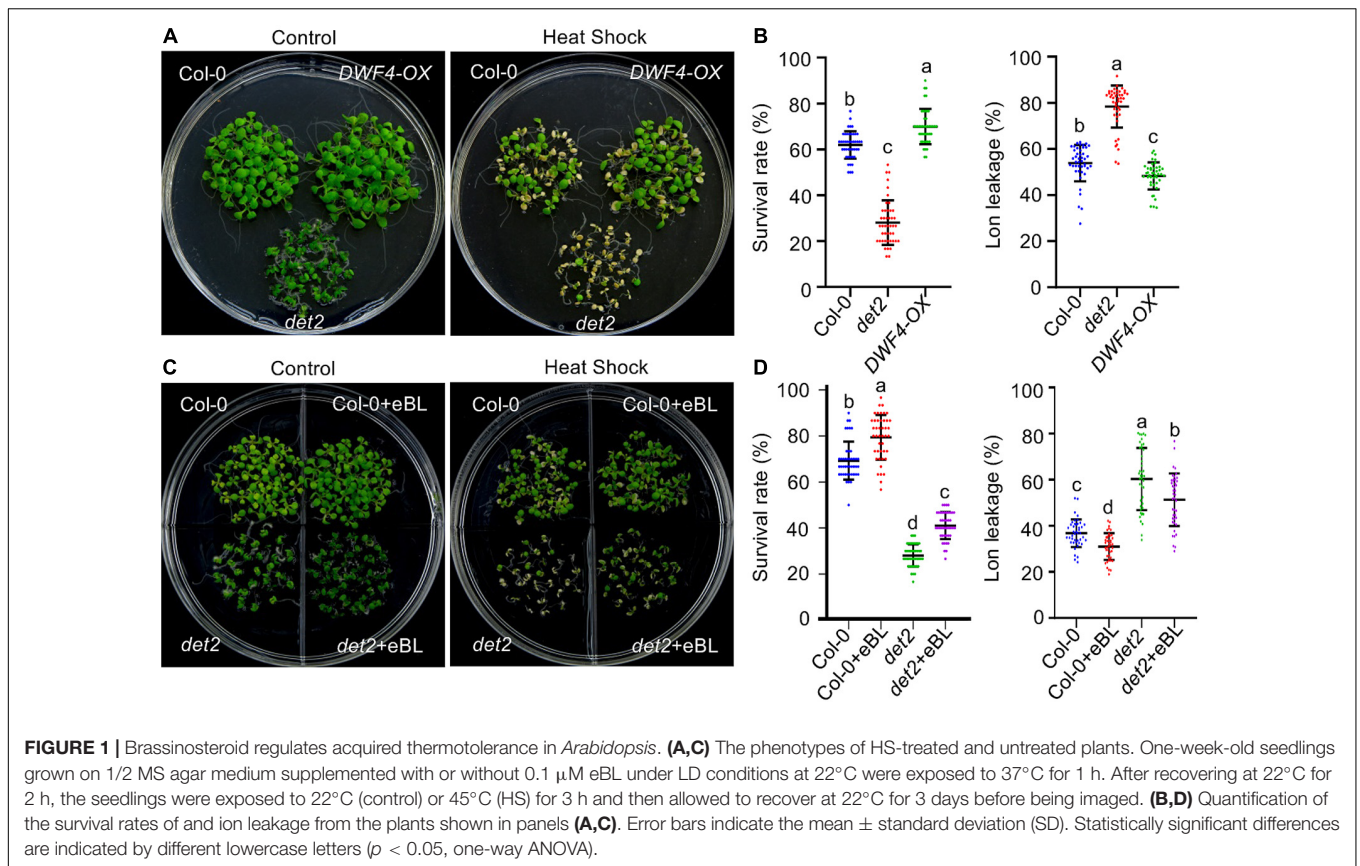 A
Control
Heat Shock
Col-0
DWF4-OX
det2
Col-0
DWF4-OX
det2
B
Survival rate (%)
100
80
60
40
20
0
b
c
a
Col-0
det2
DWF4-OX
Lon leakage (%)
100
80
60
40
20
0
b
a
c
Col-0
det2
DWF4-OX
C
Control
Heat Shock
Col-0
Col-0+eBL
det2
det2+eBL
Col-0
Col-0+eBL
det2
det2+eBL
D
Survival rate (%)
100
80
60
40
20
0
b
a
d
c
Col-0
Col-0+eBL
det2
det2+eBL
Lon leakage (%)
100
80
60
40
20
0
c
d
a
b
Col-0
Col-0+eBL
det2
det2+eBL
FIGURE 1 | Brassinosteroid regulates acquired thermotolerance in Arabidopsis. (A,C) The phenotypes of HS-treated and untreated plants. One-week-old seedlings
grown on 1/2 MS agar medium supplemented with or without 0.1 μM eBL under LD conditions at 22°C were exposed to 37°C for 1 h. After recovering at 22°C for
2 h, the seedlings were exposed to 22°C (control) or 45°C (HS) for 3 h and then allowed to recover at 22°C for 3 days before being imaged. (B,D) Quantification of
the survival rates of and ion leakage from the plants shown in panels (A,C). Error bars indicate the mean ± standard deviation (SD). Statistically significant differences
are indicated by different lowercase letters (p < 0.05, one-way ANOVA).